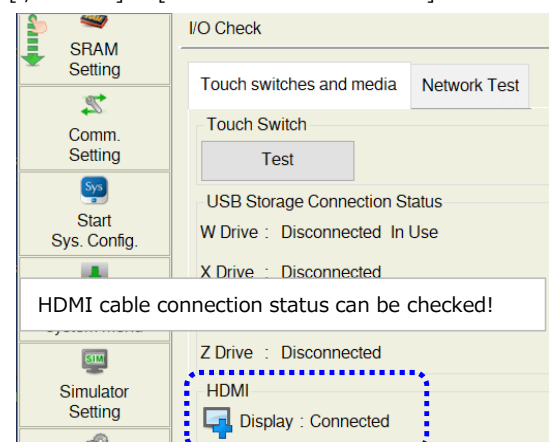 I/O Check
SRAM
Setting
Touch switches and media
Network Test
Comm.
Setting
Touch Switch
Test
Sys
Start
Sys. Config.
USB Storage Connection Status
W Drive : Disconnected In Use
X Drive : Disconnected
HDMI cable connection status can be checked!
Z Drive : Disconnected
SIM
Simulator
Setting
HDMI
Display : Connected